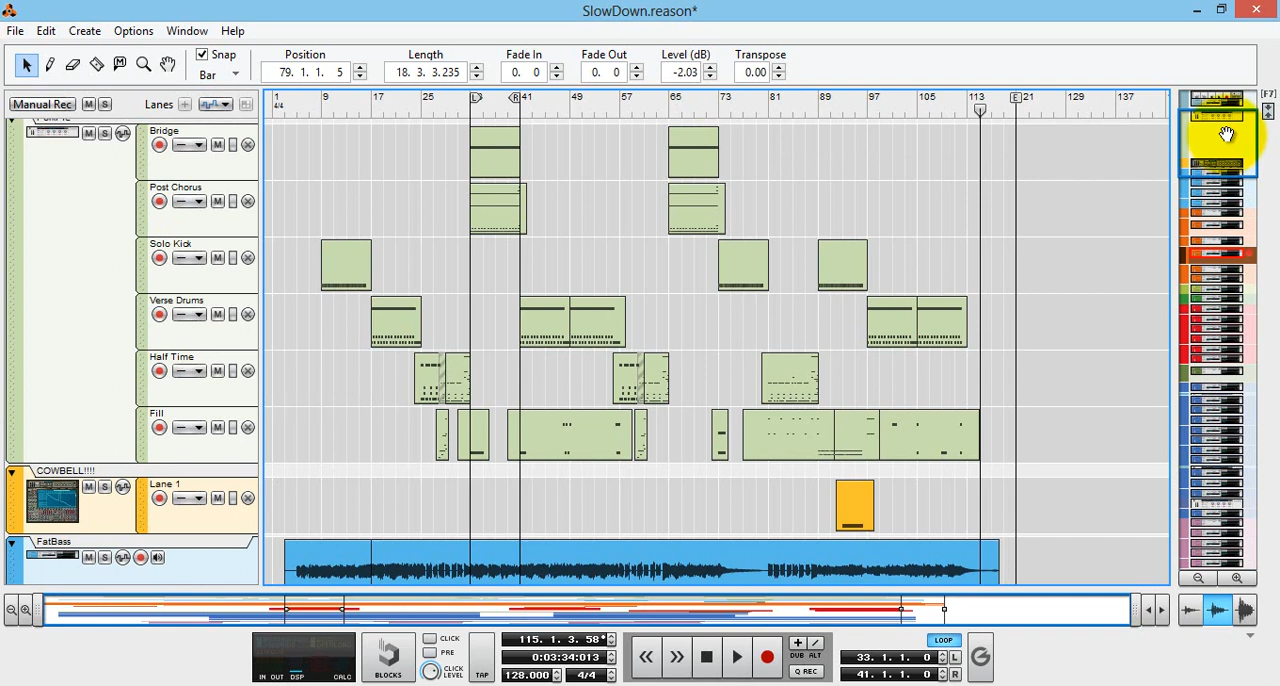 SlowDown.reason*
File Edit Create Options Window Help
Snap
Bar
Position Length Fade In Fade Out Level (dB) Transpose
79. 1. 1. 5 18. 3. 3.235 0. 0 0. 0 -2.03 0.00
Manual Rec M S Lanes
1 9 17 25 L R 41 49 57 65 73 81 89 97 105 113 E 21 129 137
4/4
[F7]
M S
Bridge
M
Post Chorus
M
Solo Kick
M
Verse Drums
M
Half Time
M
Fill
M
COWBELL!!!!
M S
Lane 1
M
FatBass
M S
IN OUT DSP CALC
BLOCKS
CLICK
PRE
CLICK LEVEL
TAP
115. 1. 3. 58*
0:03:34:013
128.000 4/4
DUB ALT
Q REC
LOOP
33. 1. 1. 0 L
41. 1. 1. 0 R